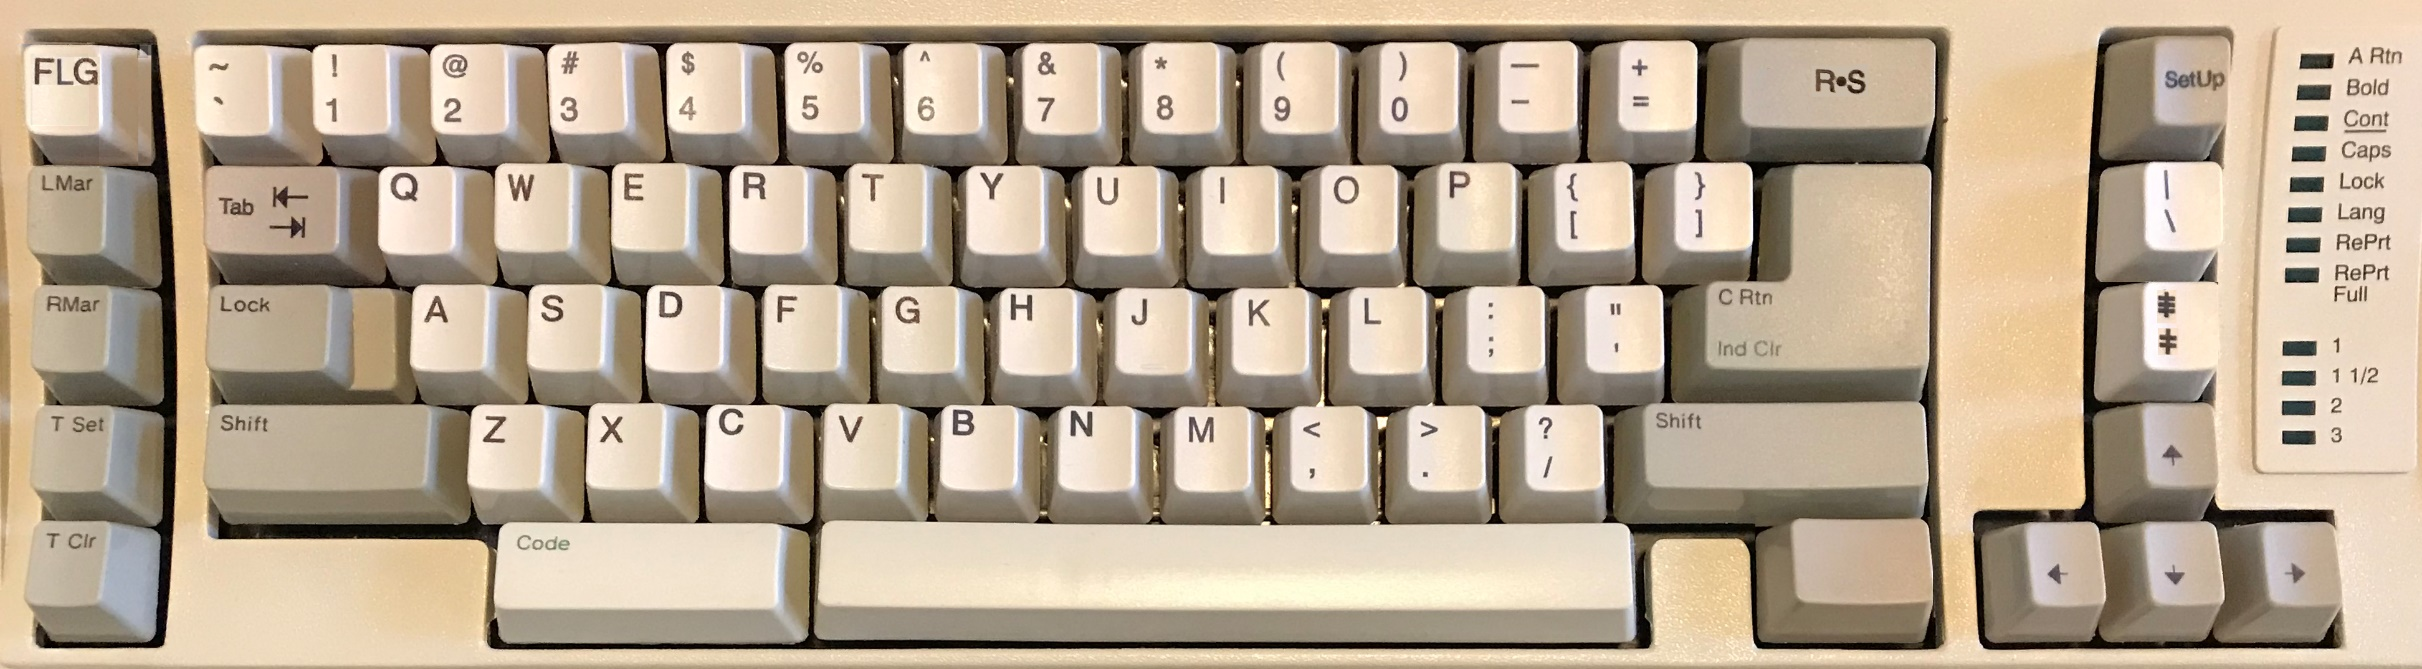 FLG
~ ! @ # $ % ^ & * ( ) — + R•S
` 1 2 3 4 5 6 7 8 9 0 - =
SetUp
LMar
Tab Q W E R T Y U I O P { }
[ ]
|
\
RMar
Lock A S D F G H J K L : "
; '
C Rtn
Ind Clr
ǂ
T Set
Shift Z X C V B N M < > ? Shift
, . /
T Clr
Code
A Rtn
Bold
Cont
Caps
Lock
Lang
RePrt
RePrt
Full
1
1 1/2
2
3